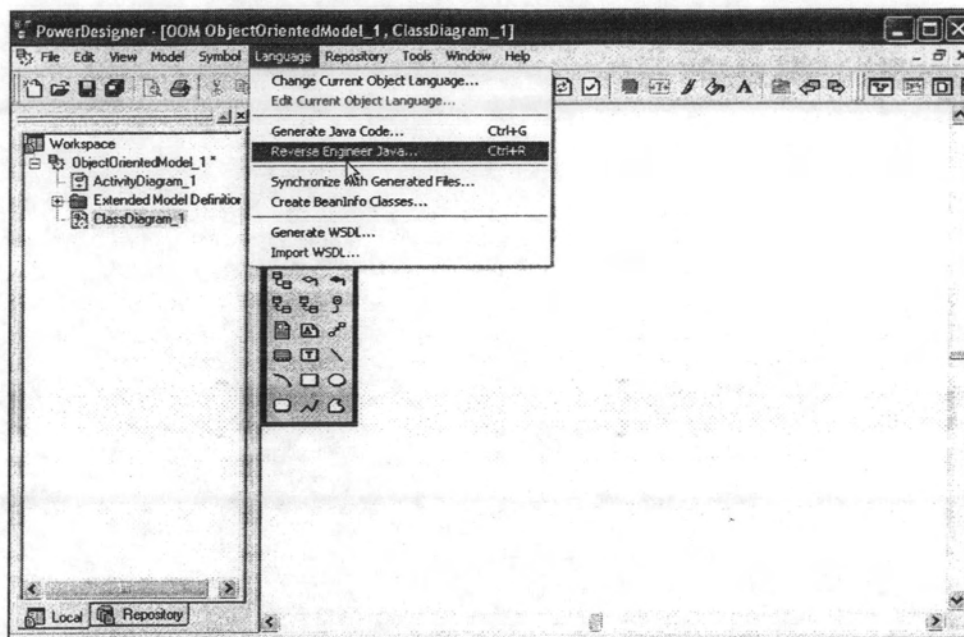 PowerDesigner - [OOM ObjectOrientedModel_1, ClassDiagram_1]
File Edit View Model Symbol Language Repository Tools Window Help
Change Current Object Language...
Edit Current Object Language...
Generate Java Code... Ctrl+G
Reverse Engineer Java... Ctrl+R
Synchronize with Generated Files...
Create BeanInfo Classes...
Generate WSDL...
Import WSDL...
Workspace
ObjectOrientedModel_1 *
ActivityDiagram_1
Extended Model Definition
ClassDiagram_1
Local Repository